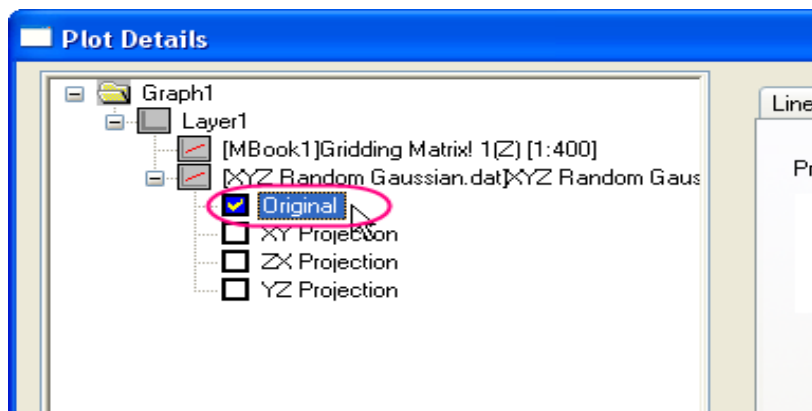 Plot Details
Graph1
Layer1
[MBook1]Gridding Matrix! 1(Z) [1:400]
[XYZ Random Gaussian.dat]XYZ Random Gaus
Original
XY Projection
ZX Projection
YZ Projection
Line
Pr